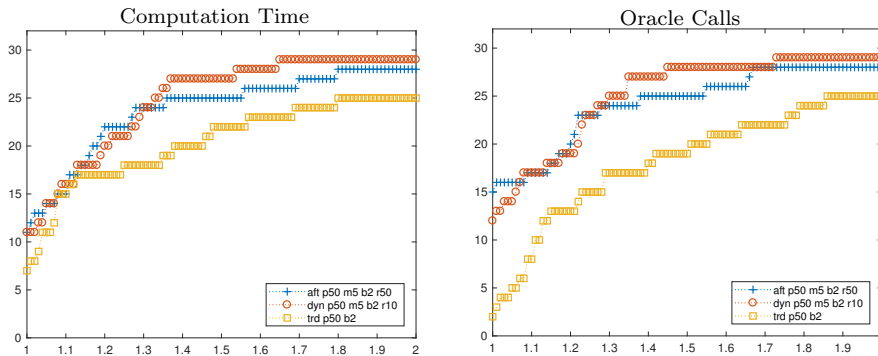 Computation Time
30
25
20
15
10
5
0
1 1.1 1.2 1.3 1.4 1.5 1.6 1.7 1.8 1.9 2
aft p50 m5 b2 r50
dyn p50 m5 b2 r10
trd p50 b2
Oracle Calls
30
25
20
15
10
5
0
1 1.1 1.2 1.3 1.4 1.5 1.6 1.7 1.8 1.9
aft p50 m5 b2 r50
dyn p50 m5 b2 r10
trd p50 b2